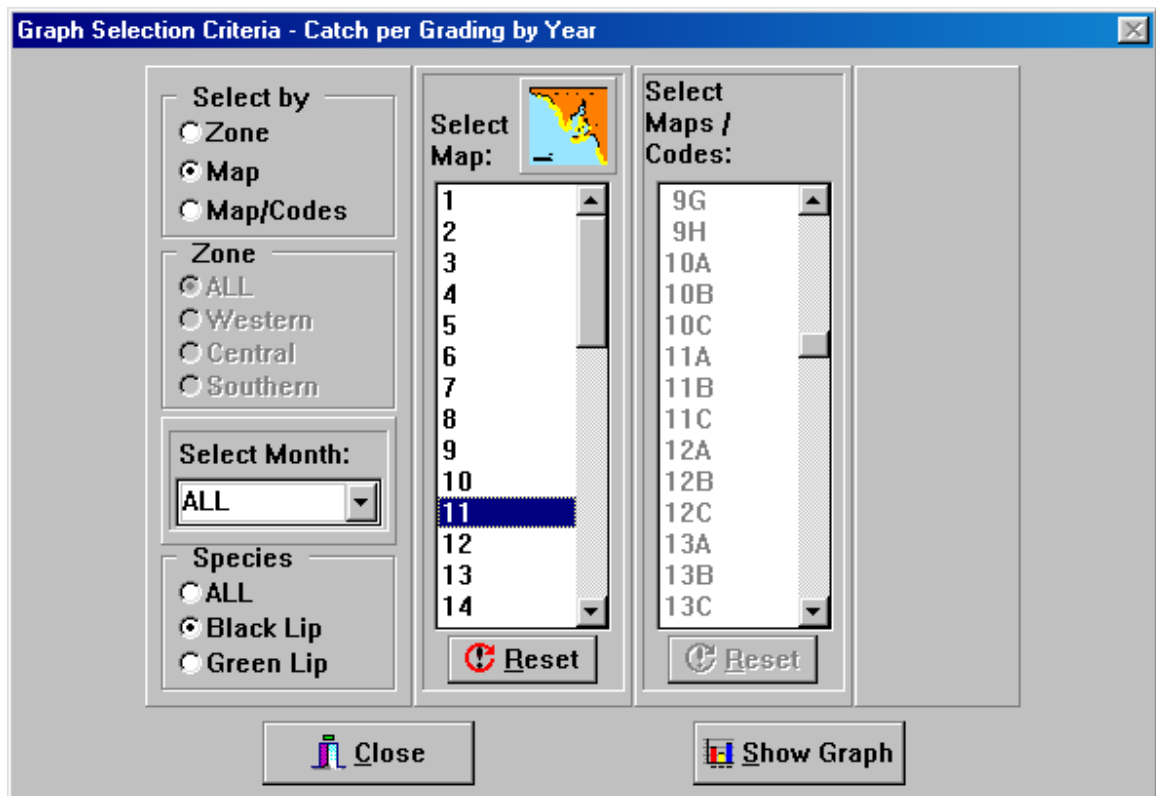 Graph Selection Criteria - Catch per Grading by Year
Select by
Zone
Map
Map/Codes
Zone
ALL
Western
Central
Southern
Select Month:
ALL
Species
ALL
Black Lip
Green Lip
Select
Map:
1
2
3
4
5
6
7
8
9
10
11
12
13
14
Reset
Select
Maps /
Codes:
9G
9H
10A
10B
10C
11A
11B
11C
12A
12B
12C
13A
13B
13C
Reset
Close
Show Graph